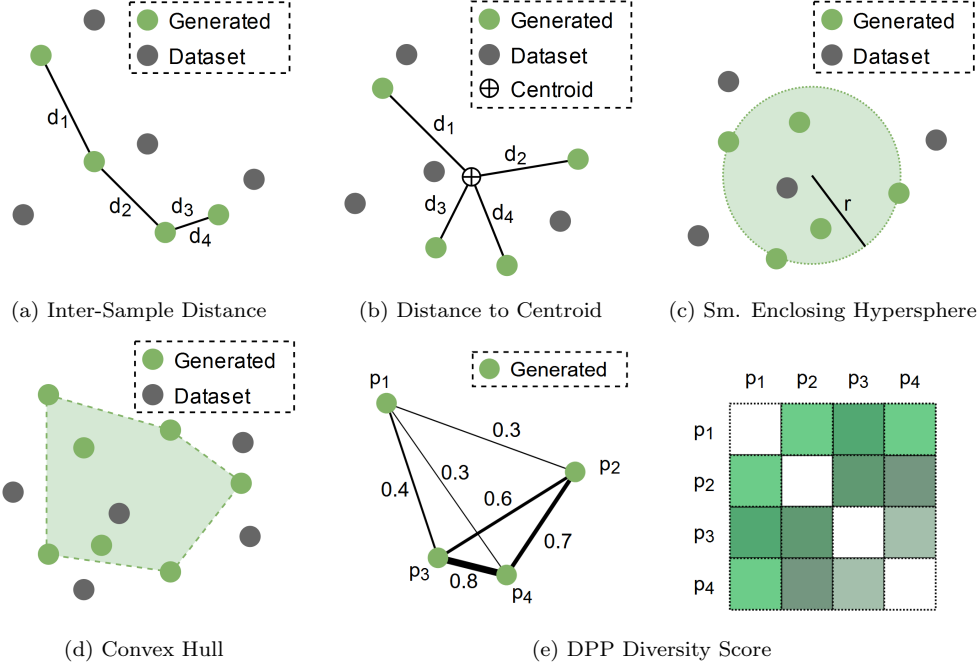 Generated
Dataset
d1
d2
d3
d4
(a) Inter-Sample Distance
Generated
Dataset
Centroid
d1
d2
d3
d4
(b) Distance to Centroid
Generated
Dataset
r
(c) Sm. Enclosing Hypersphere
Generated
Dataset
(d) Convex Hull
Generated
p1
0.3
p2
0.3
0.4
0.6
0.7
p3
0.8
p4
p1 p2 p3 p4
p1
p2
p3
p4
(e) DPP Diversity Score